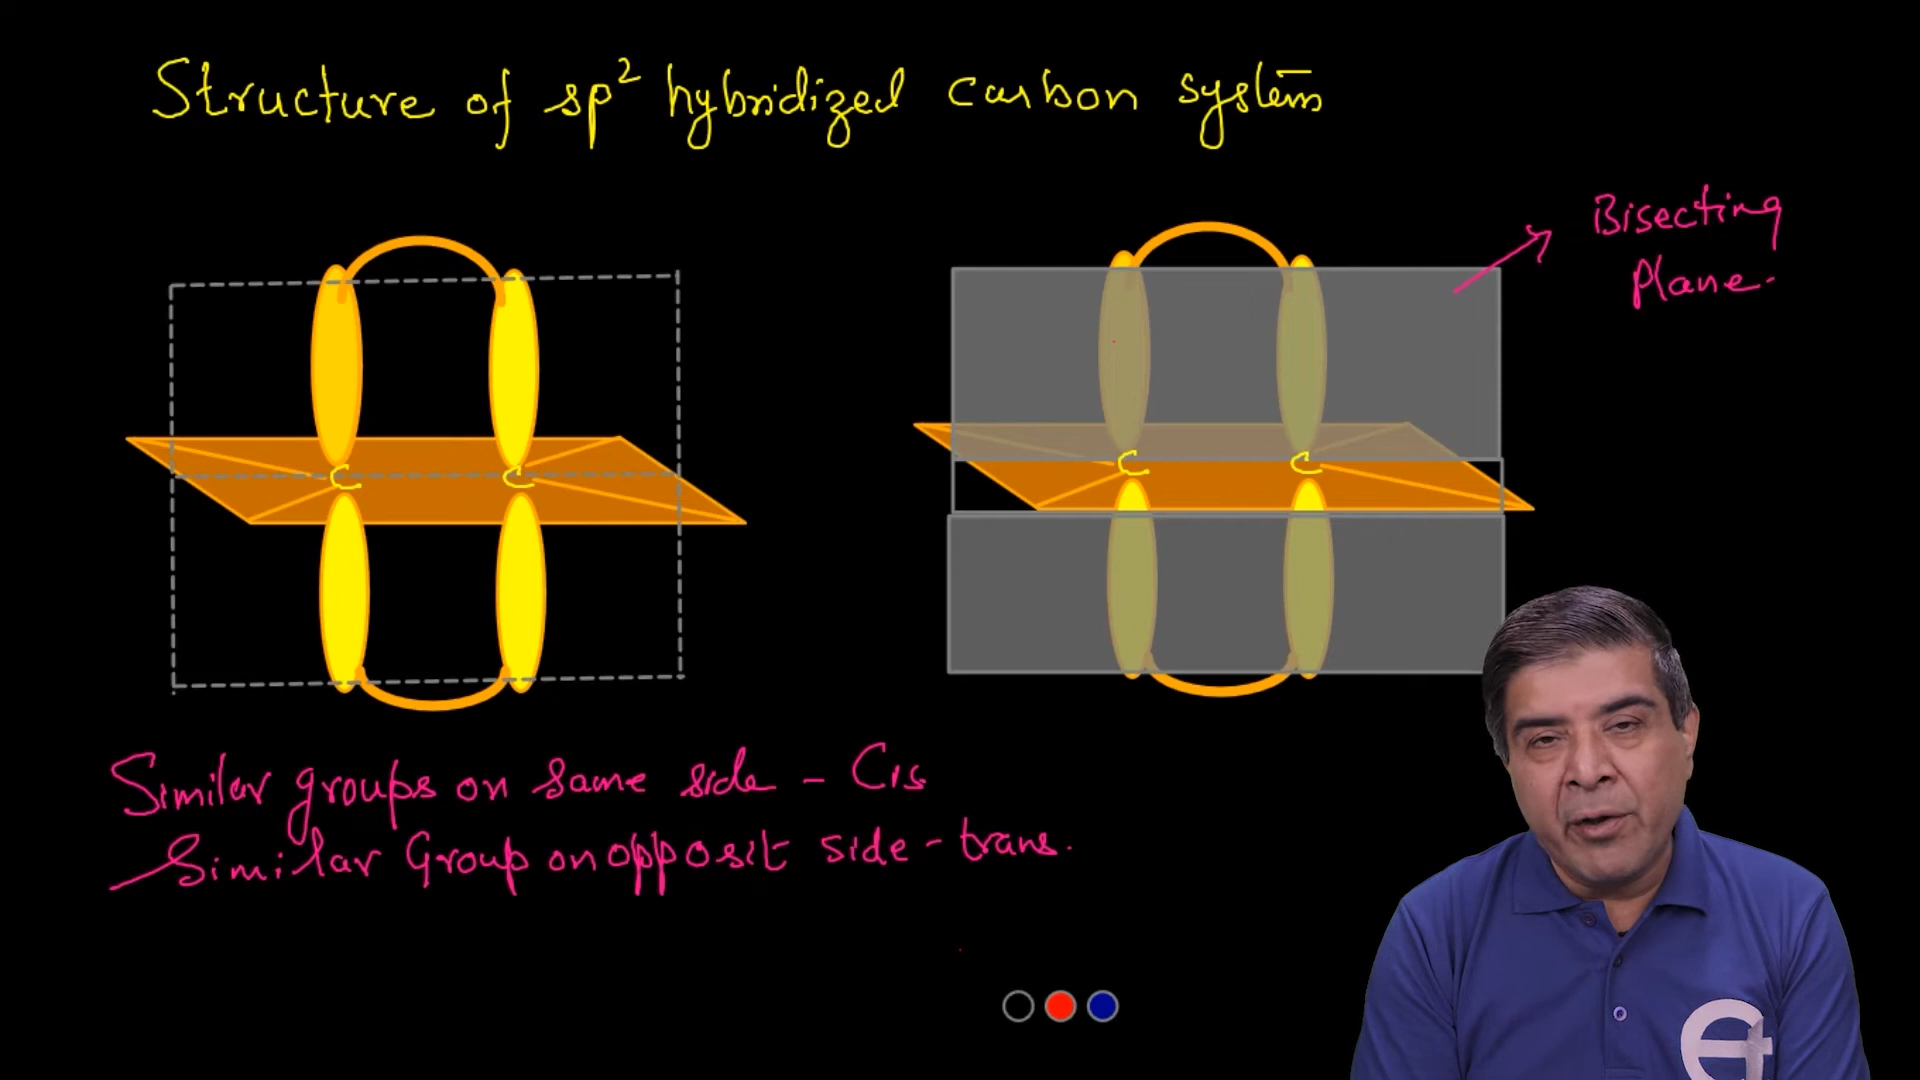 Structure of sp² hybridized carbon system
Bisecting
Plane.
C C
C C
Similar groups on same side - Cis
Similar Group on opposit side - trans.